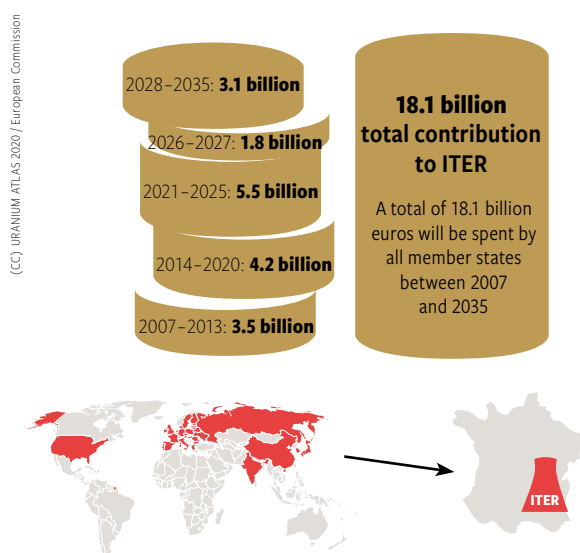 (CC) URANIUM ATLAS 2020 / European Commission
2028–2035: 3.1 billion
2026–2027: 1.8 billion
2021–2025: 5.5 billion
2014–2020: 4.2 billion
2007–2013: 3.5 billion
18.1 billion
total contribution
to ITER
A total of 18.1 billion
euros will be spent by
all member states
between 2007
and 2035
ITER